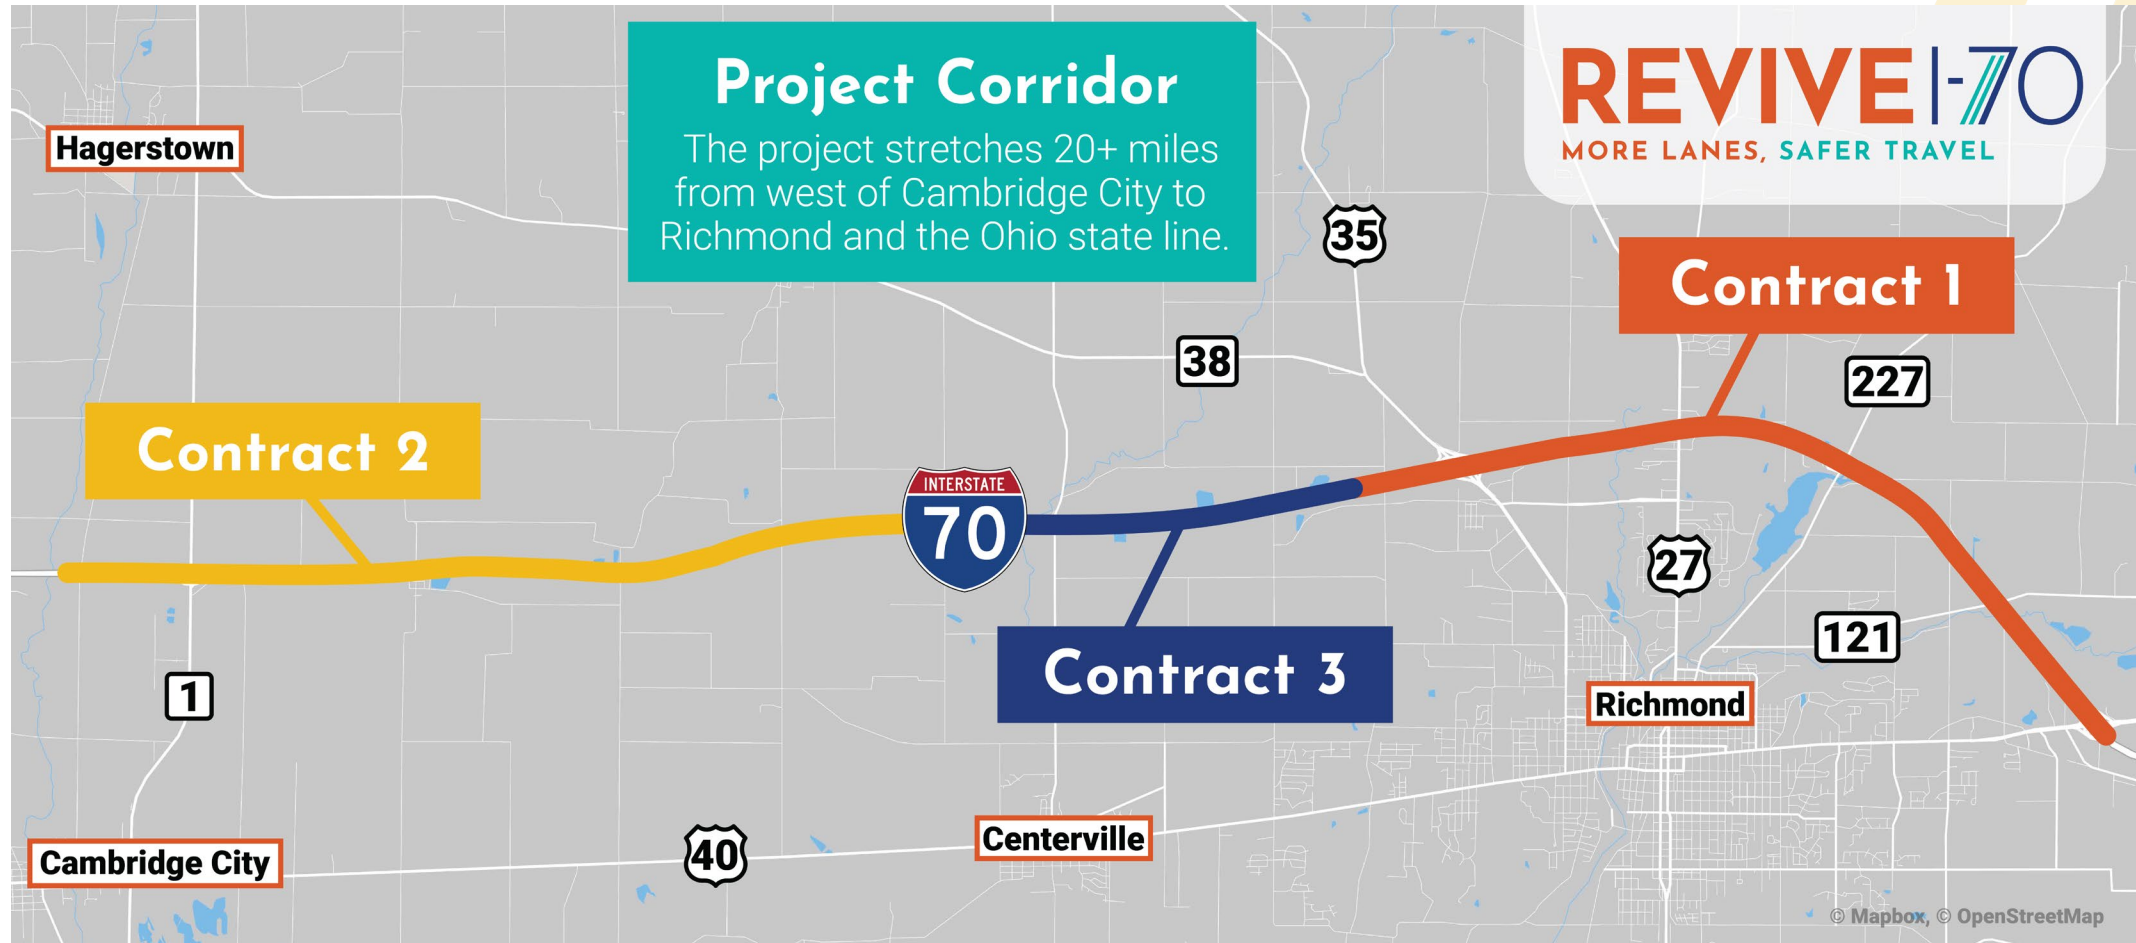 Project Corridor
The project stretches 20+ miles
from west of Cambridge City to
Richmond and the Ohio state line.
REVIVE I-70
MORE LANES, SAFER TRAVEL
Hagerstown
35
Contract 1
38
227
Contract 2
INTERSTATE
70
27
121
Contract 3
1
Richmond
40
Centerville
Cambridge City
© Mapbox, © OpenStreetMap